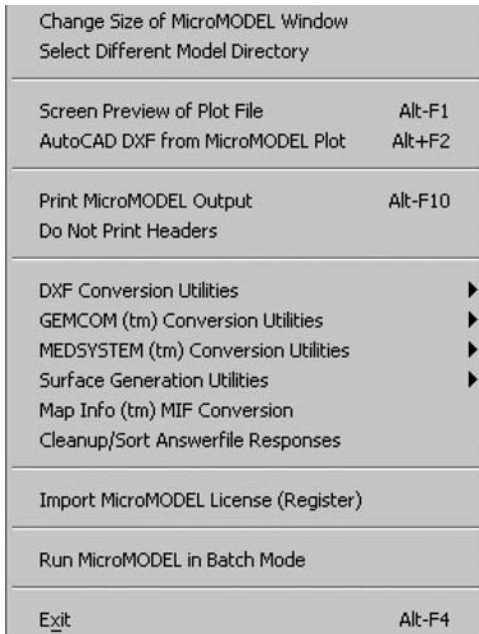 Change Size of MicroMODEL Window
Select Different Model Directory
Screen Preview of Plot File Alt-F1
AutoCAD DXF from MicroMODEL Plot Alt+F2
Print MicroMODEL Output Alt-F10
Do Not Print Headers
DXF Conversion Utilities
GEMCOM (tm) Conversion Utilities
MEDSYSTEM (tm) Conversion Utilities
Surface Generation Utilities
Map Info (tm) MIF Conversion
Cleanup/Sort Answerfile Responses
Import MicroMODEL License (Register)
Run MicroMODEL in Batch Mode
Exit Alt-F4